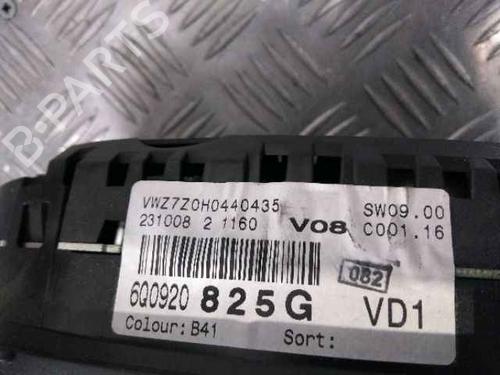 B-PARTS
VWZ7Z0H0440435
231008 2 1160 V08
SW09.00
C001.16
082
6Q0920 825G VD1
Colour: B41 Sort: